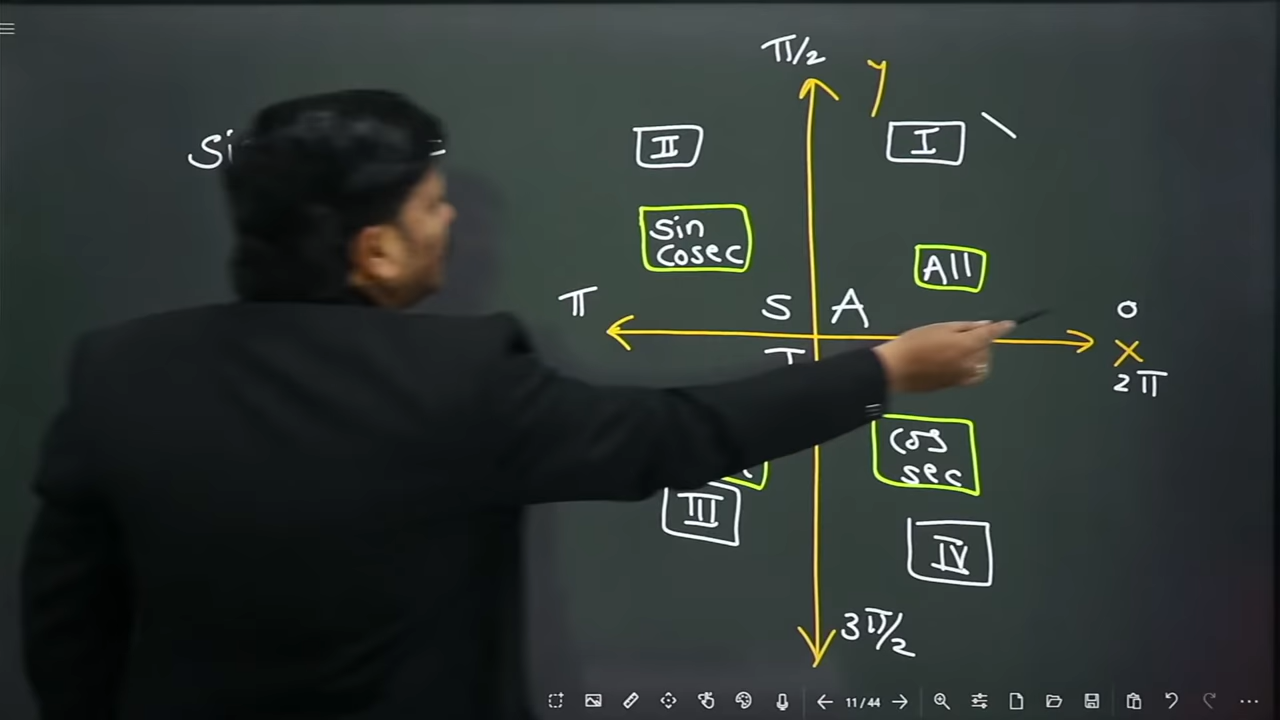 π/2
y
II
I
sin
cosec
All
π
S A
0
T
x
2π
cos
sec
III
IV
3π/2
11/44